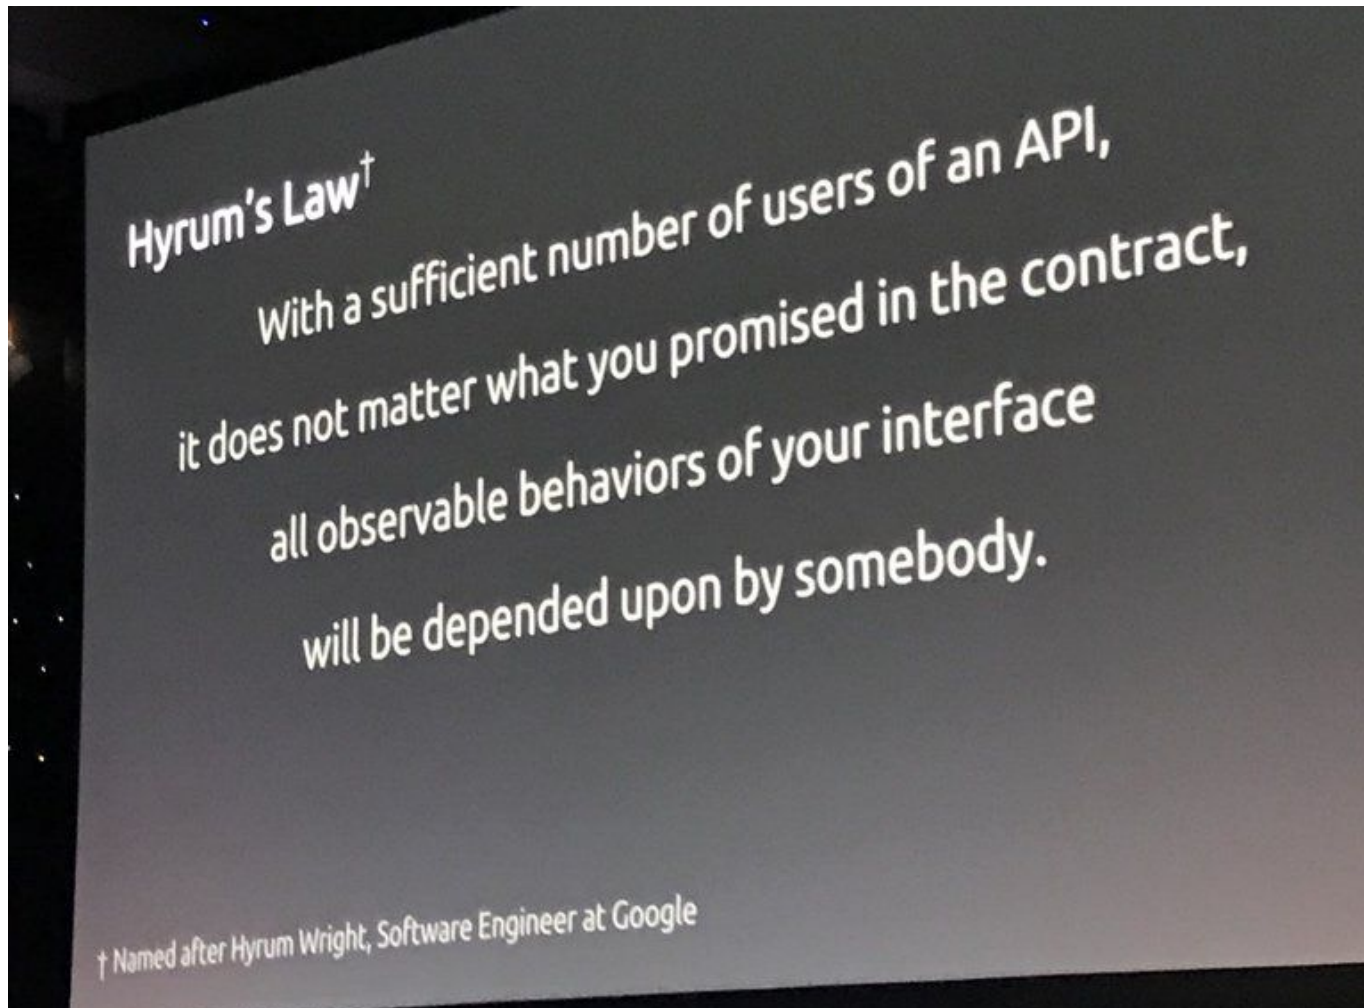 Hyrum's Law†
With a sufficient number of users of an API,
it does not matter what you promised in the contract,
all observable behaviors of your interface
will be depended upon by somebody.
† Named after Hyrum Wright, Software Engineer at Google